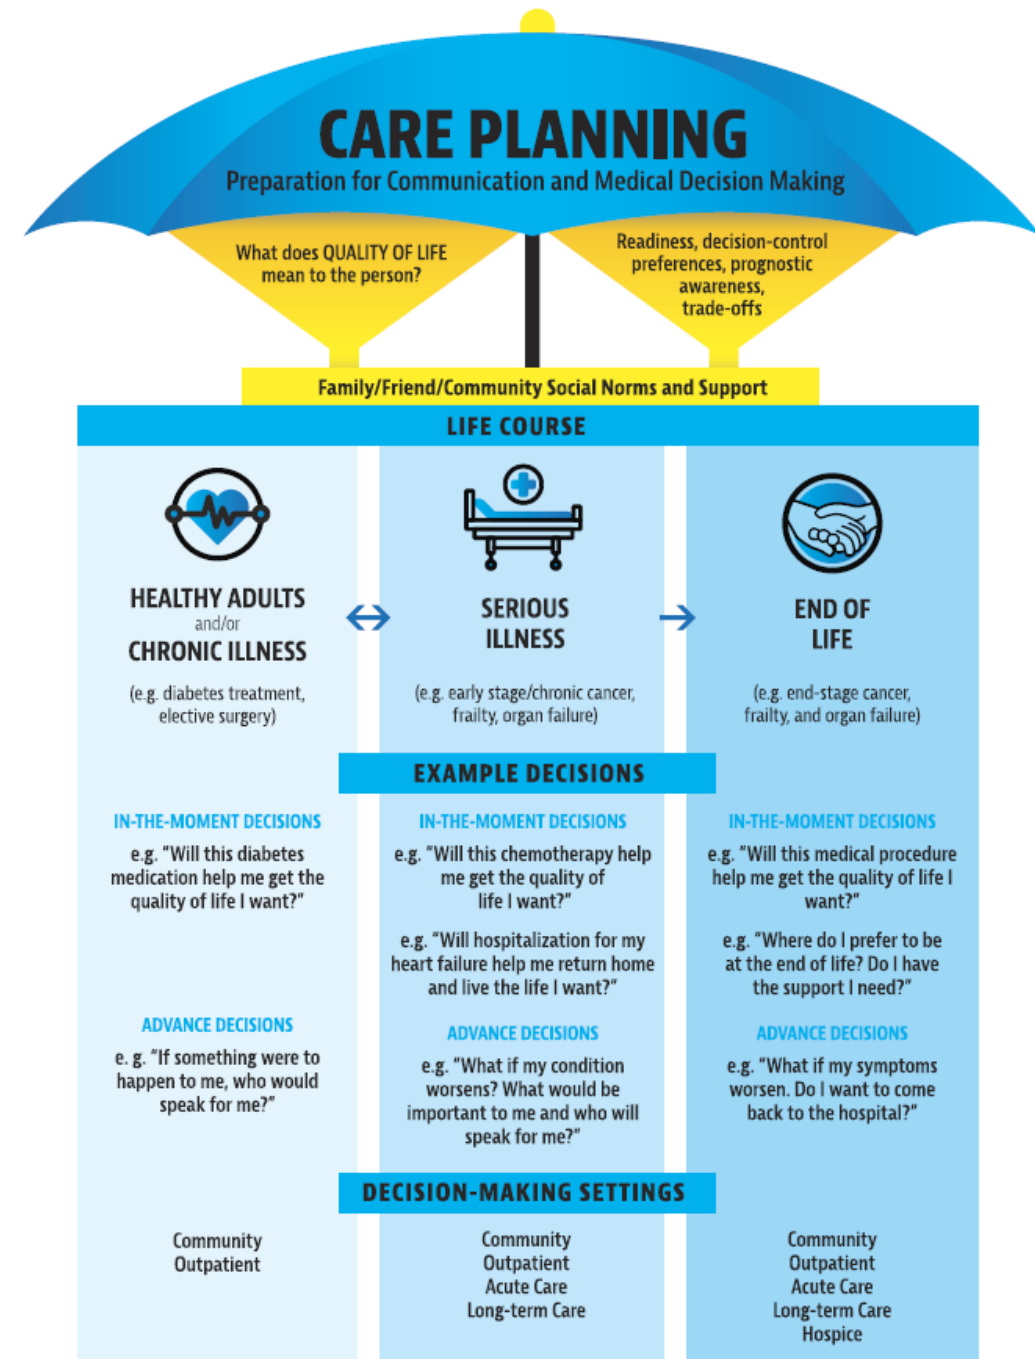 CARE PLANNING
Preparation for Communication and Medical Decision Making
What does QUALITY OF LIFE
mean to the person?
Readiness, decision-control
preferences, prognostic
awareness,
trade-offs
Family/Friend/Community Social Norms and Support
LIFE COURSE
HEALTHY ADULTS
and/or
CHRONIC ILLNESS
(e.g. diabetes treatment,
elective surgery)
SERIOUS
ILLNESS
(e.g. early stage/chronic cancer,
frailty, organ failure)
END OF
LIFE
(e.g. end-stage cancer,
frailty, and organ failure)
EXAMPLE DECISIONS
IN-THE-MOMENT DECISIONS
e.g. "Will this diabetes
medication help me get the
quality of life I want?"
ADVANCE DECISIONS
e. g. "If something were to
happen to me, who would
speak for me?"
IN-THE-MOMENT DECISIONS
e.g. "Will this chemotherapy help
me get the quality of
life I want?"
e.g. "Will hospitalization for my
heart failure help me return home
and live the life I want?"
ADVANCE DECISIONS
e.g. "What if my condition
worsens? What would be
important to me and who will
speak for me?"
IN-THE-MOMENT DECISIONS
e.g. "Will this medical procedure
help me get the quality of life I
want?"
e.g. "Where do I prefer to be
at the end of life? Do I have
the support I need?"
ADVANCE DECISIONS
e.g. "What if my symptoms
worsen. Do I want to come
back to the hospital?"
DECISION-MAKING SETTINGS
Community
Outpatient
Community
Outpatient
Acute Care
Long-term Care
Community
Outpatient
Acute Care
Long-term Care
Hospice